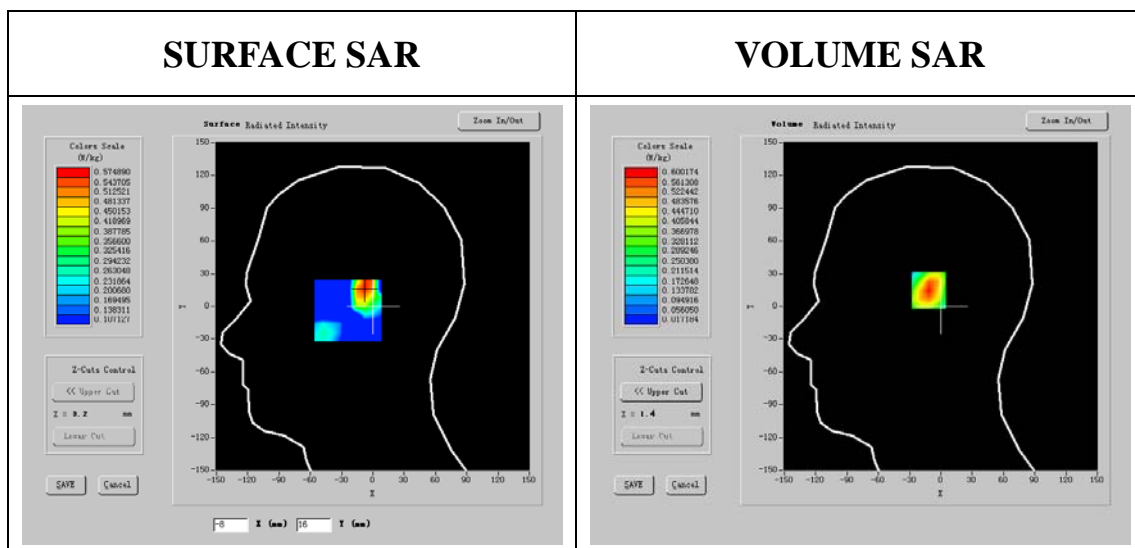 SURFACE SAR
VOLUME SAR
Surface Radiated Intensity
Zoom In/Out
Colors Scale
(W/kg)
0.574890
0.543705
0.512521
0.481337
0.450153
0.418969
0.387785
0.356600
0.325416
0.294232
0.263048
0.231864
0.200680
0.169495
0.138311
0.107127
150
120
90
60
30
0
-30
-60
-90
-120
-150
Y
-150 -120 -90 -60 -30 0 30 60 90 120 150
X
Z-Cuts Control
<< Upper Cut
Lower Cut
SAVE Cancel
-8 X (mm) 16 Y (mm)
Volume Radiated Intensity
Zoom In/Out
Colors Scale
(W/kg)
0.600174
0.561308
0.522442
0.483576
0.444710
0.405844
0.366978
0.328112
0.289246
0.250380
0.211514
0.172648
0.133782
0.094916
0.056050
0.017184
150
120
90
60
30
0
-30
-60
-90
-120
-150
Y
-150 -120 -90 -60 -30 0 30 60 90 120 150
X
Z-Cuts Control
<< Upper Cut
Z = 1.4 mm
Lower Cut
SAVE Cancel